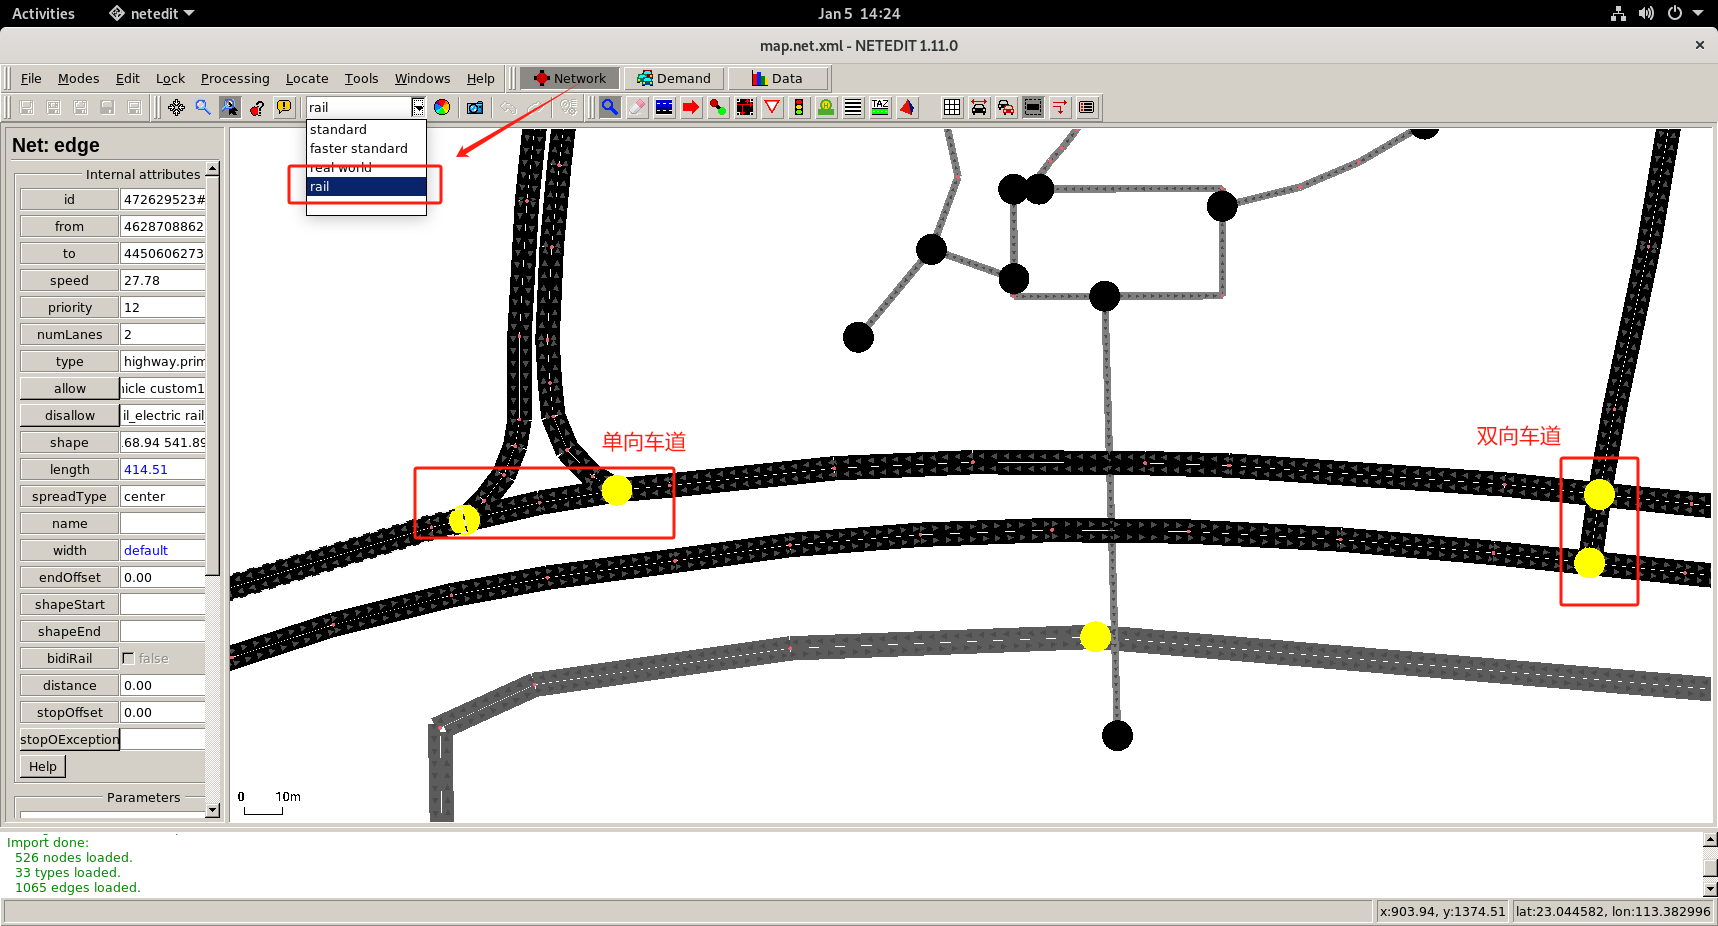 Activities
netedit
Jan 5 14:24
map.net.xml - NETEDIT 1.11.0
File Modes Edit Lock Processing Locate Tools Windows Help
Network
Demand
Data
rail
TAZ
standard
faster standard
real world
rail
Net: edge
Internal attributes
id 472629523#
from 4628708862
to 4450606273
speed 27.78
priority 12
numLanes 2
type highway.prim
allow icle custom1
disallow il_electric rail
shape .68.94 541.89
length 414.51
spreadType center
name
width default
endOffset 0.00
shapeStart
shapeEnd
bidiRail false
distance 0.00
stopOffset 0.00
stopOException
Help
Parameters
单向车道
双向车道
0 10m
Import done:
526 nodes loaded.
33 types loaded.
1065 edges loaded.
x:903.94, y:1374.51
lat:23.044582, lon:113.382996